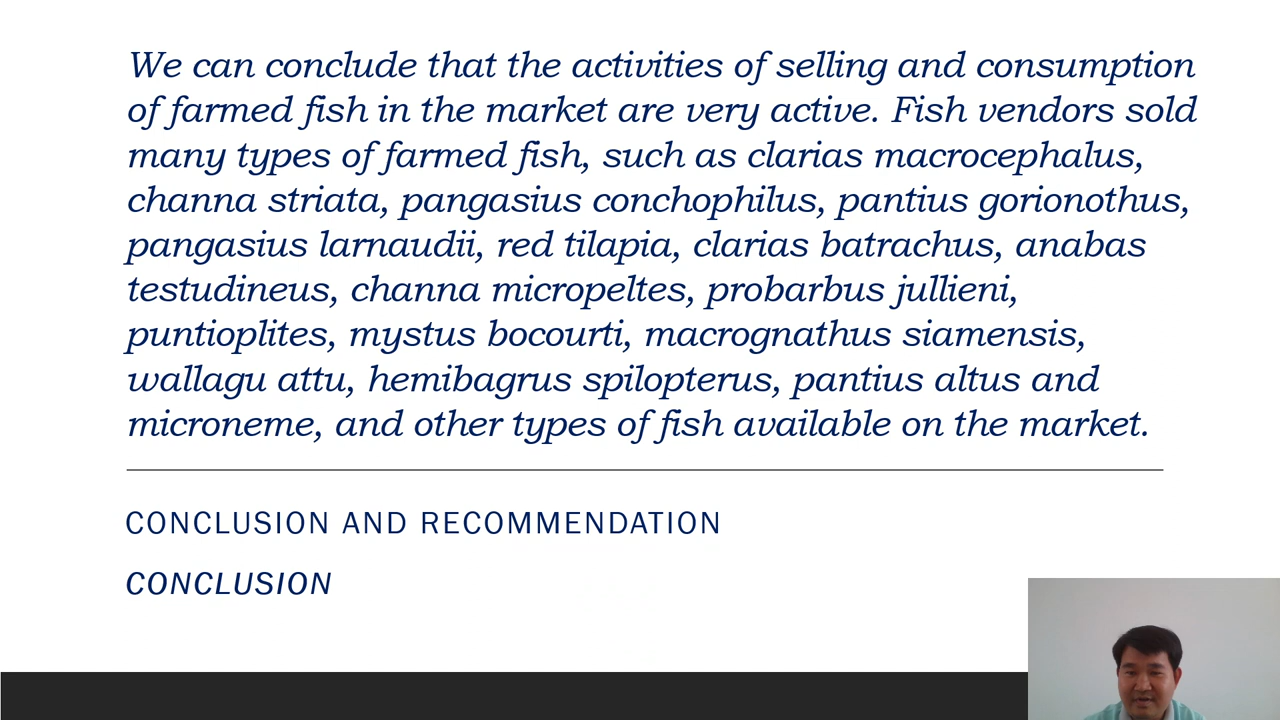 We can conclude that the activities of selling and consumption
of farmed fish in the market are very active. Fish vendors sold
many types of farmed fish, such as clarias macrocephalus,
channa striata, pangasius conchophilus, pantius gorionothus,
pangasius larnaudii, red tilapia, clarias batrachus, anabas
testudineus, channa micropeltes, probarbus jullieni,
puntioplites, mystus bocourti, macrognathus siamensis,
wallagu attu, hemibagrus spilopterus, pantius altus and
microneme, and other types of fish available on the market.
CONCLUSION AND RECOMMENDATION
CONCLUSION